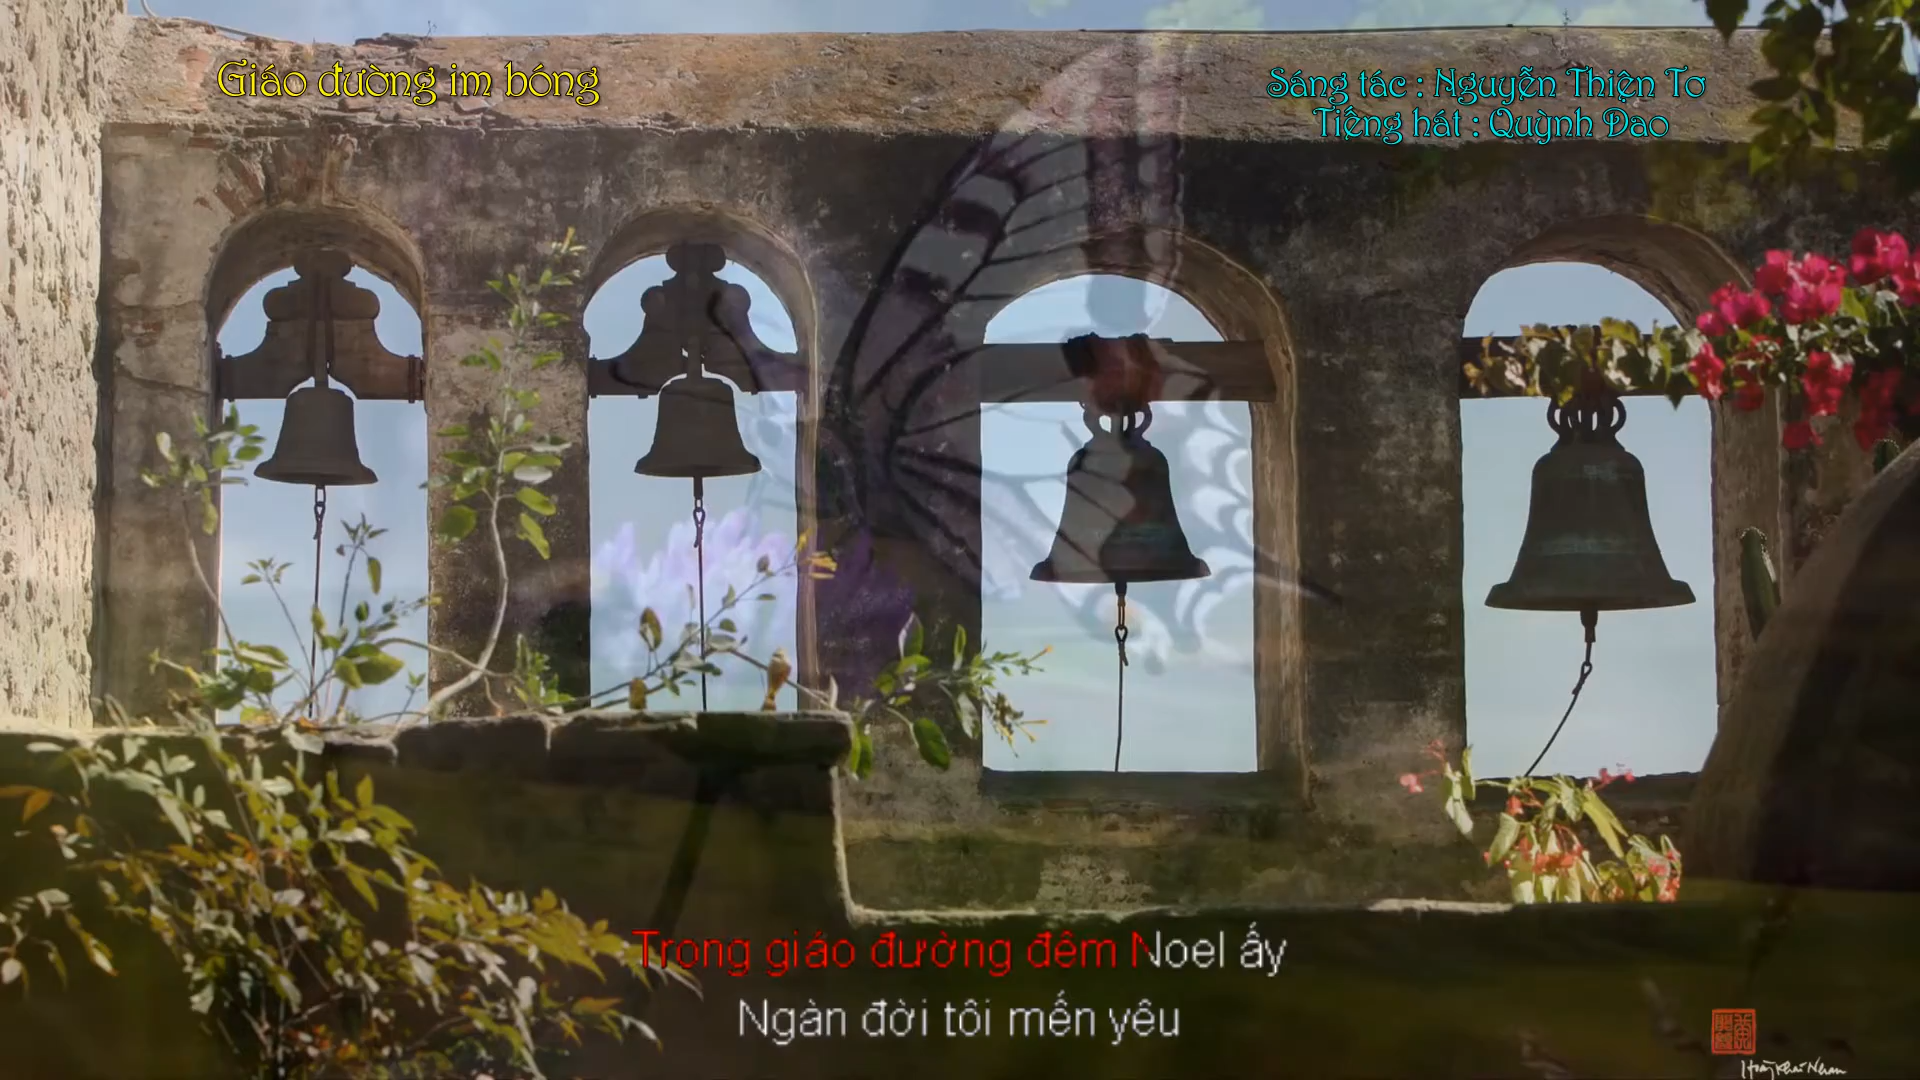 Giáo đường im bóng
Sáng tác : Nguyễn Thiện Tơ
Tiếng hát : Quỳnh Dao
Trong giáo đường đêm Noel ấy
Ngàn đời tôi mến yêu